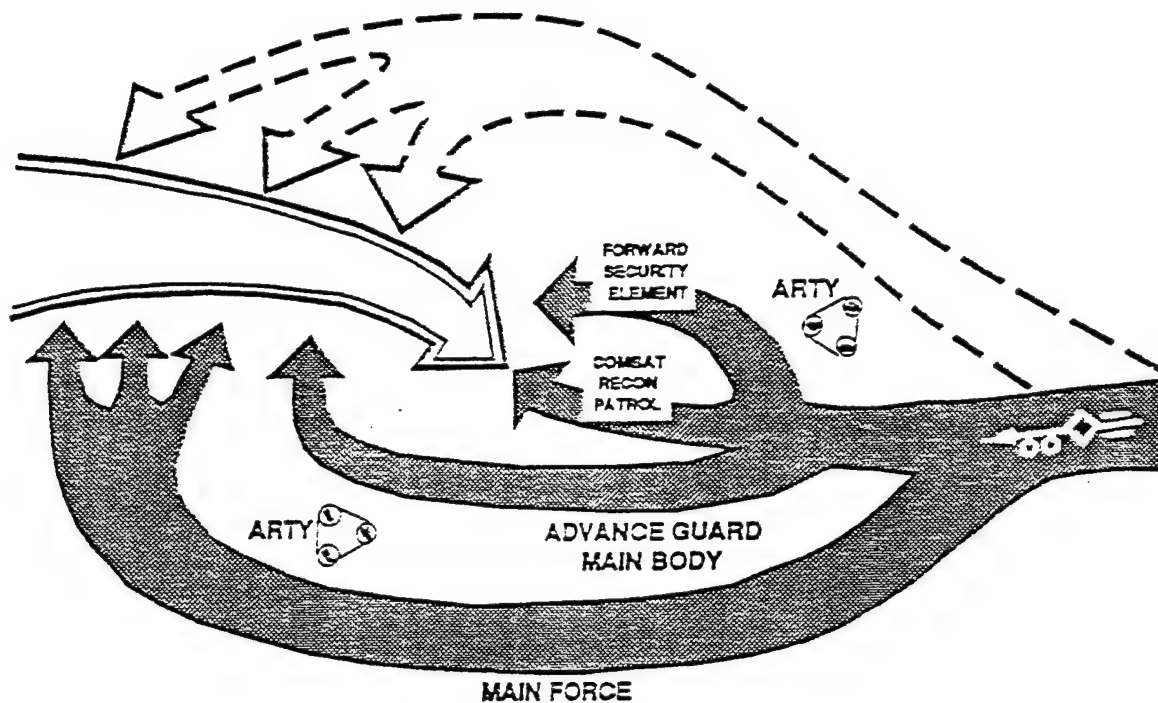 FORWARD
SECURITY
ELEMENT
ARTY
COMBAT
RECON
PATROL
ARTY
ADVANCE GUARD
MAIN BODY
MAIN FORCE